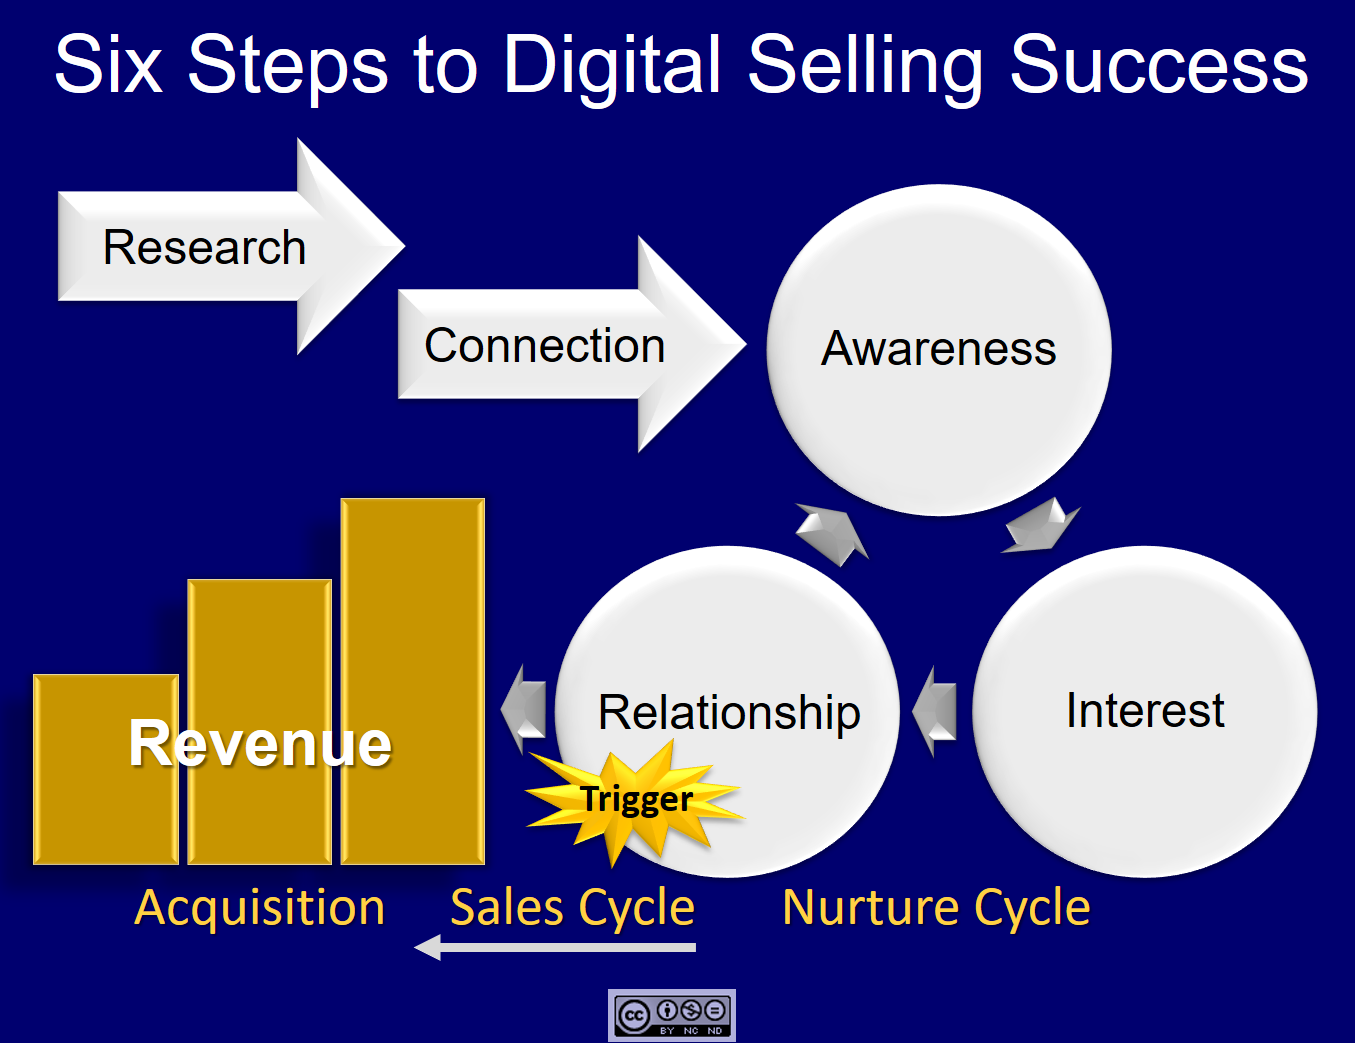 Six Steps to Digital Selling Success
Research
Connection
Awareness
Relationship
Interest
Revenue
Trigger
Acquisition
Sales Cycle
Nurture Cycle
cc
BY NC ND